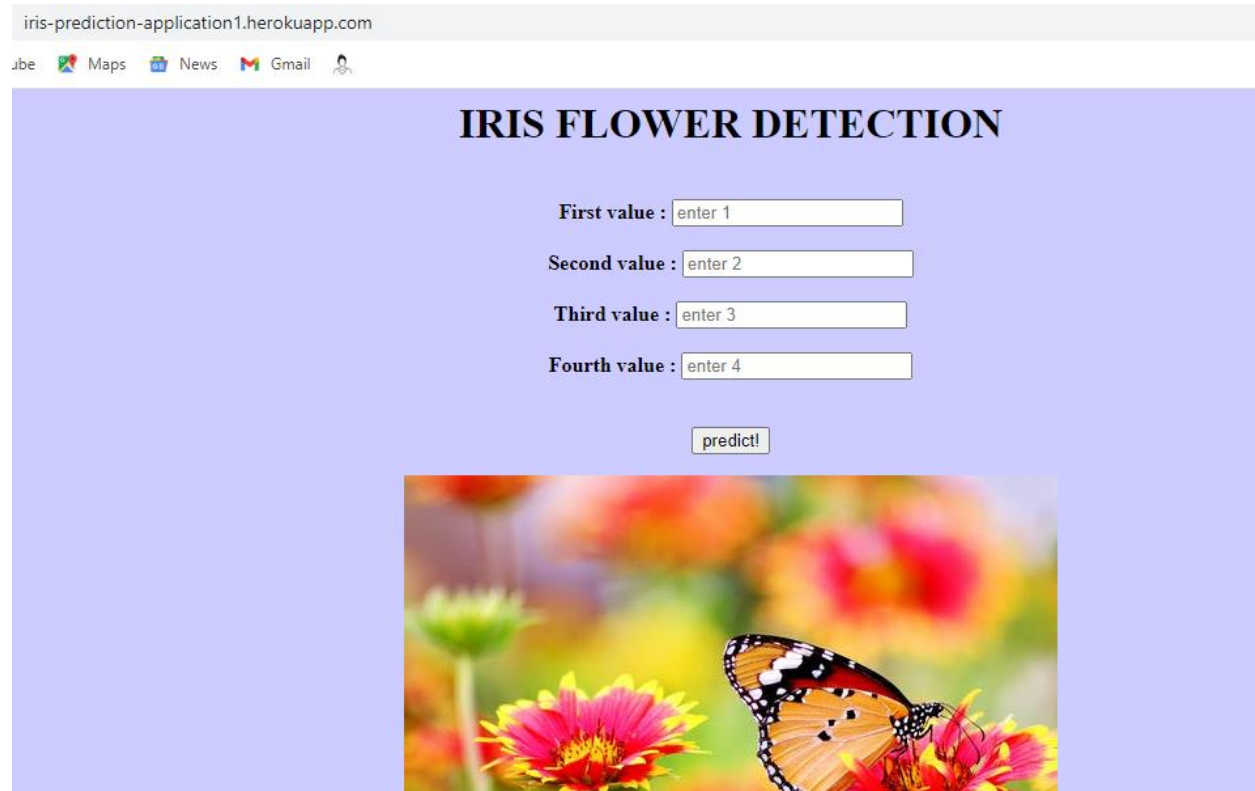 iris-prediction-application1.herokuapp.com
ube Maps News Gmail
IRIS FLOWER DETECTION
First value : enter 1
Second value : enter 2
Third value : enter 3
Fourth value : enter 4
predict!